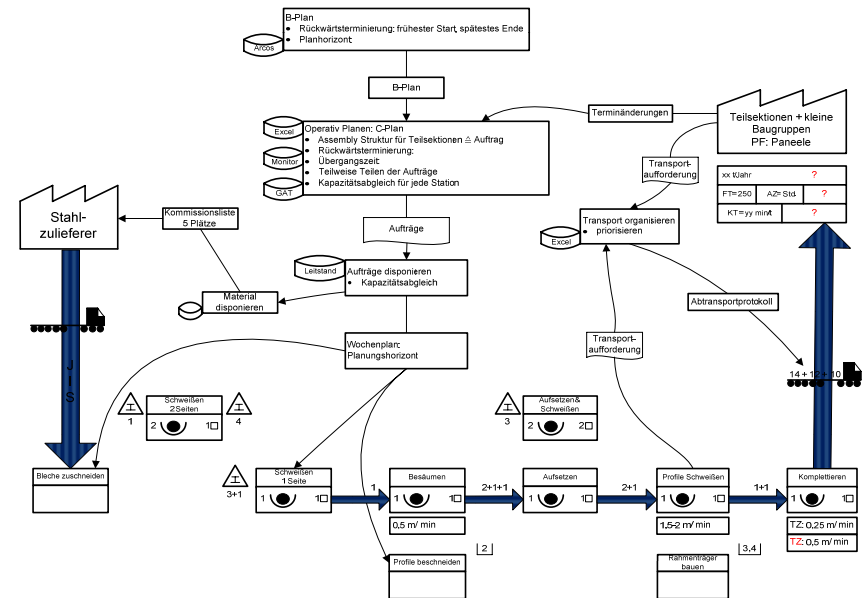 B-Plan
• Rückwärtsterminierung: frühester Start, spätestes Ende
• Planhorizont:
Arcos
B-Plan
Terminänderungen
Teilsektionen + kleine
Baugruppen
PF: Paneele
Excel
Monitor
GAT
Operativ Planen: C-Plan
• Assembly Struktur für Teilsektionen ≙ Auftrag
• Rückwärtsterminierung:
• Übergangszeit:
• Teilweise Teilen der Aufträge
• Kapazitätsabgleich für jede Station
Transport-
aufforderung
xx t/Jahr ?
FT=250 AZ= Std. ?
KT= yy min/t ?
Stahl-
zulieferer
Kommissionsliste
5 Plätze
Aufträge
Transport organisieren
• priorisieren
Excel
Leitstand
Aufträge disponieren
• Kapazitätsabgleich
Material
disponieren
Abtransportprotokoll
Wochenplan:
Planungshorizont
Transport-
aufforderung
JIS
14 + 12 + 10
I
1
Schweißen
2 Seiten
2 1
I
4
I
3
Aufsetzen&
Schweißen
2 2
Bleche zuschneiden
I
3+1
Schweißen
1 Seite
1 1
1
Besäumen
1 1
0,5 m/ min
2+1+1
Aufsetzen
1 1
2+1
Profile Schweißen
1 1
1,5-2 m/ min
1+1
Komplettieren
1 1
TZ: 0,25 m/ min
TZ: 0,5 m/ min
2
3,4
Profile beschneiden
Rahmenträger
bauen